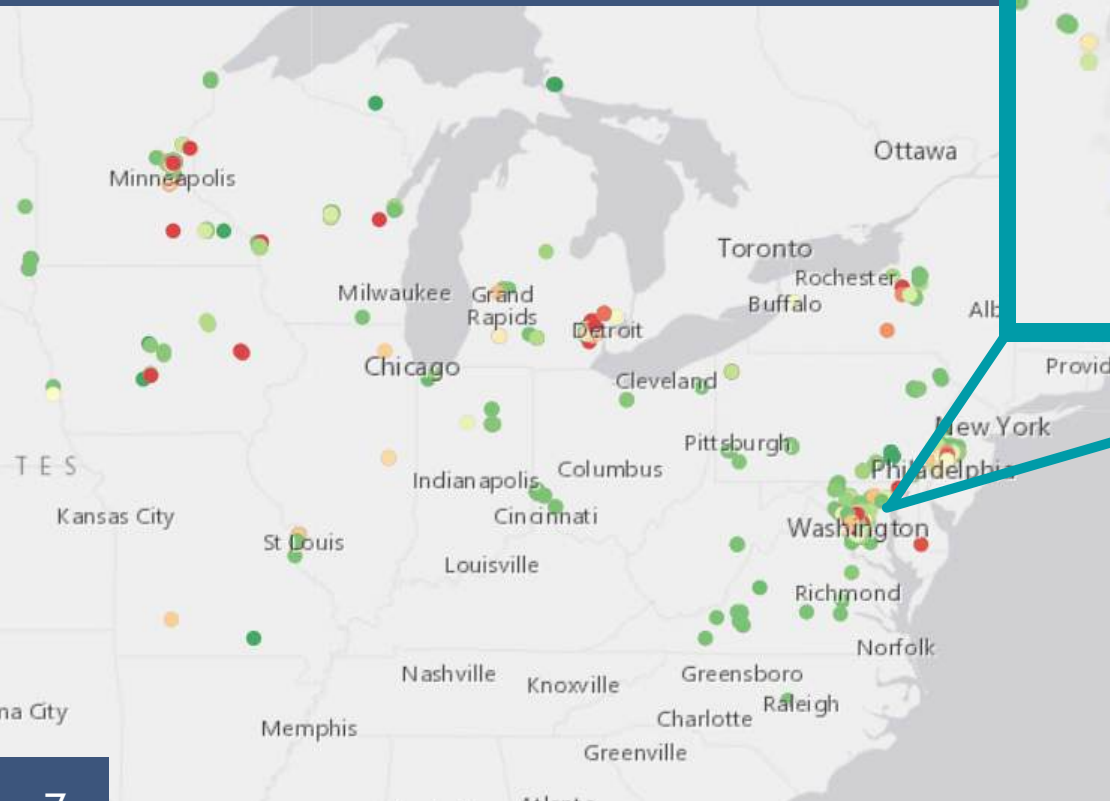 Ottawa
Minneapolis
Toronto
Rochester
Milwaukee
Grand
Rapids
Buffalo
Alb
Detroit
Chicago
Cleveland
Provid
New York
Pittsburgh
Philadelphia
TES
Columbus
Indianapolis
Kansas City
Cincinnati
Washington
St Louis
Louisville
Richmond
Norfolk
Nashville
Knoxville
Greensboro
Raleigh
na City
Memphis
Charlotte
Greenville
Atlanta
7